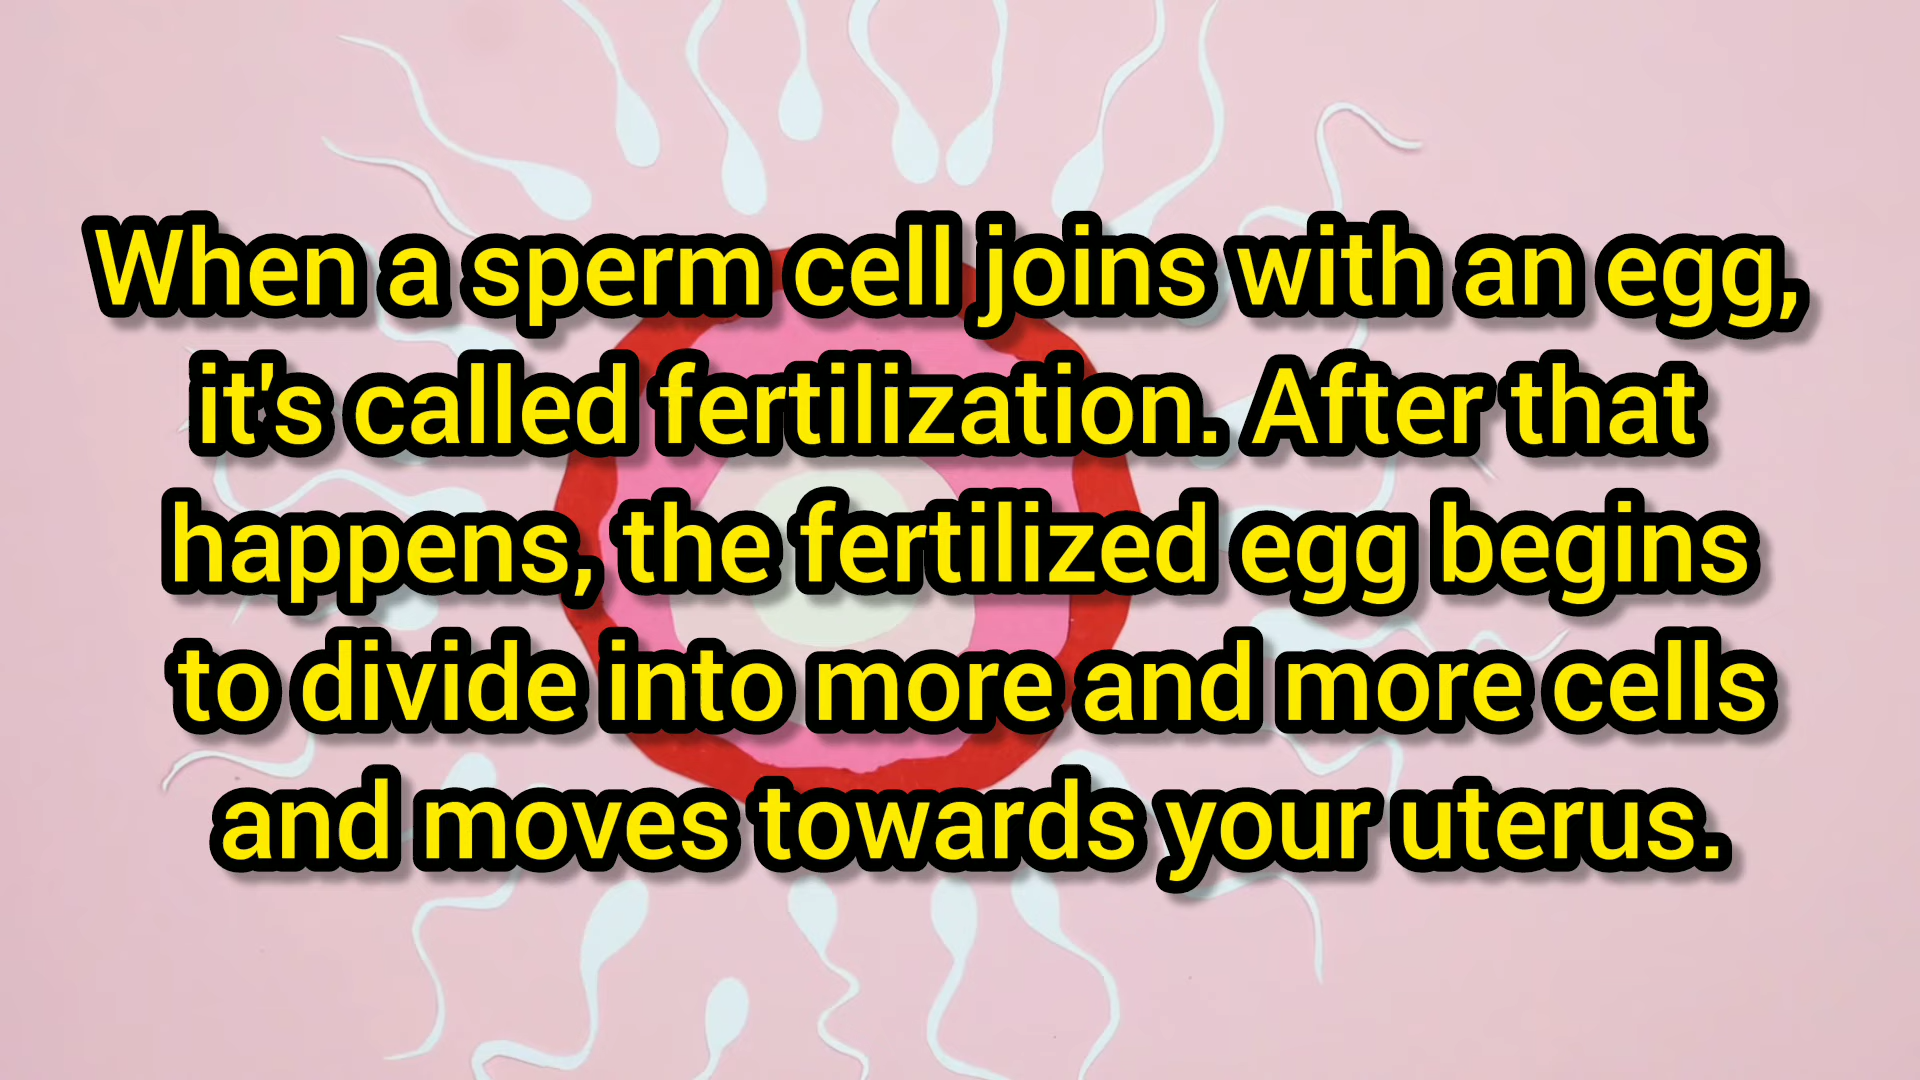 When a sperm cell joins with an egg,
it's called fertilization. After that
happens, the fertilized egg begins
to divide into more and more cells
and moves towards your uterus.